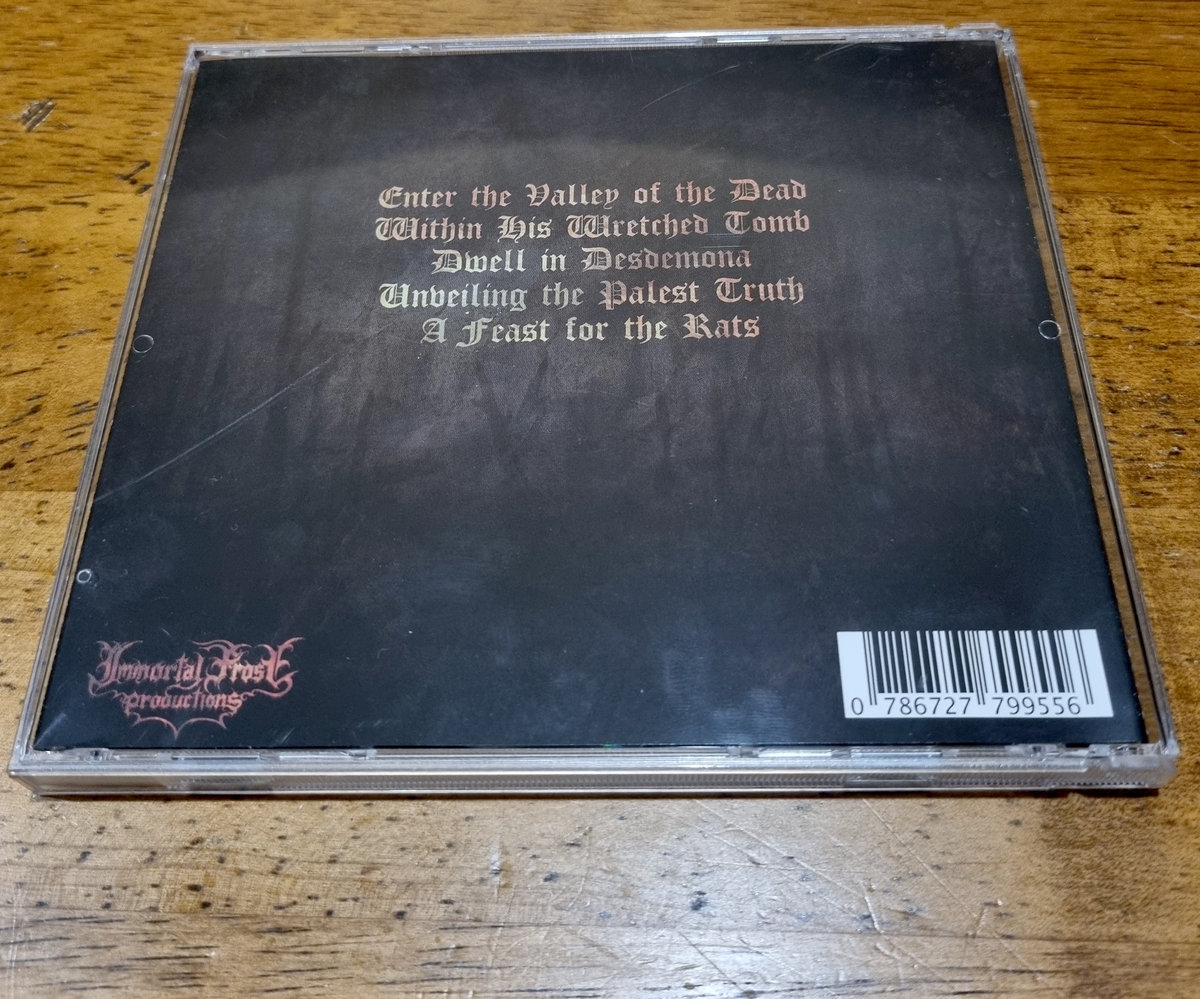 Enter the Valley of the Dead
Within His Wretched Tomb
Dwell in Desdemona
Unveiling the Palest Truth
A Feast for the Rats
Immortal Frost
productions
0 786727 799556